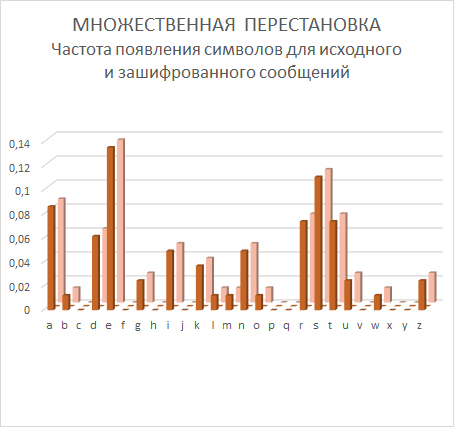 МНОЖЕСТВЕННАЯ ПЕРЕСТАНОВКА
Частота появления символов для исходного
и зашифрованного сообщений
0,14
0,12
0,1
0,08
0,06
0,04
0,02
0
a b c d e f g h i j k l m n o p q r s t u v w x y z